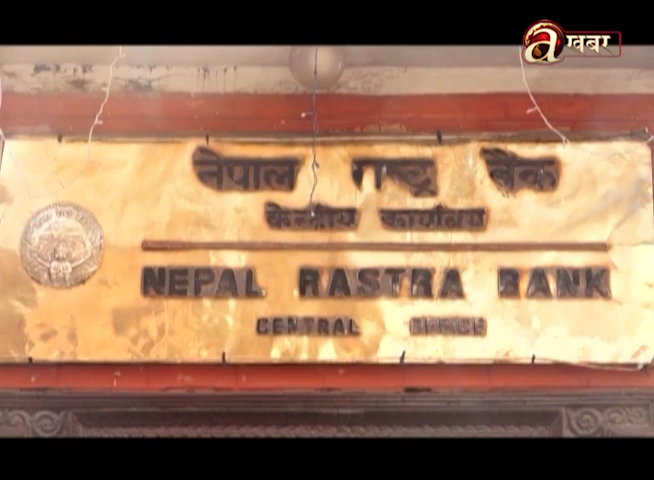 खबर
नेपाल राष्ट्र बैंक
केन्द्रीय कार्यालय
NEPAL RASTRA BANK
CENTRAL OFFICE